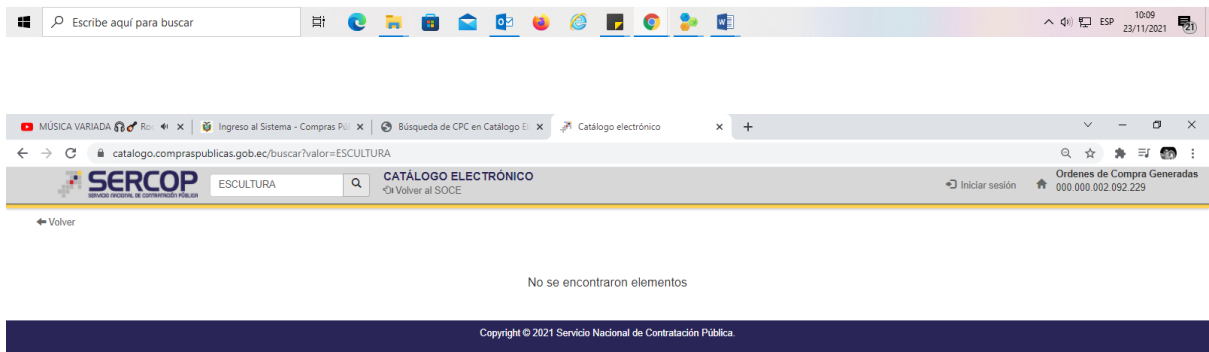 Escribe aquí para buscar
ESP
10:09
23/11/2021
21
MÚSICA VARIADA
Ingreso al Sistema - Compras Púb
Búsqueda de CPC en Catálogo El
Catálogo electrónico
catalogo.compraspublicas.gob.ec/buscar?valor=ESCULTURA
SERCOP
SERVICIO NACIONAL DE CONTRATACIÓN PÚBLICA
ESCULTURA
CATÁLOGO ELECTRÓNICO
Volver al SOCE
Iniciar sesión
Ordenes de Compra Generadas
000.000.002.092.229
Volver
No se encontraron elementos
Copyright © 2021 Servicio Nacional de Contratación Pública.